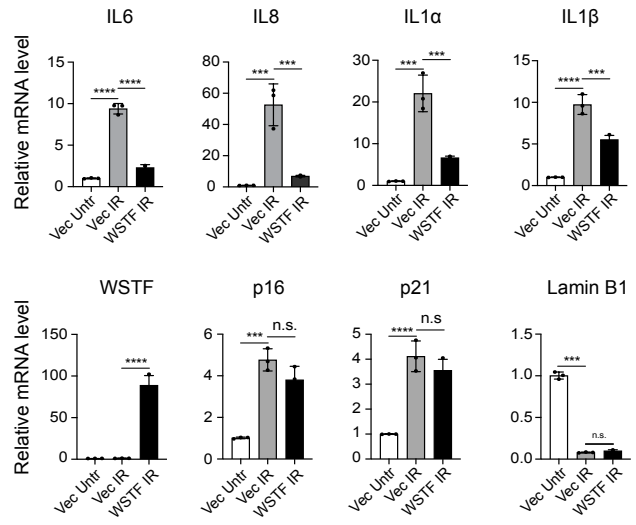 IL6
IL8
IL1α
IL1β
Relative mRNA level
15
10
5
0
****
****
Vec Untr
Vec IR
WSTF IR
80
60
40
20
0
***
***
Vec Untr
Vec IR
WSTF IR
30
20
10
0
***
***
Vec Untr
Vec IR
WSTF IR
15
10
5
0
****
***
Vec Untr
Vec IR
WSTF IR
WSTF
p16
p21
Lamin B1
Relative mRNA level
100
75
50
25
0
****
Vec Untr
Vec IR
WSTF IR
6
4
2
0
***
n.s.
Vec Untr
Vec IR
WSTF IR
5
4
3
2
1
0
****
n.s
Vec Untr
Vec IR
WSTF IR
1.5
1.0
0.5
0.0
***
n.s.
Vec Untr
Vec IR
WSTF IR